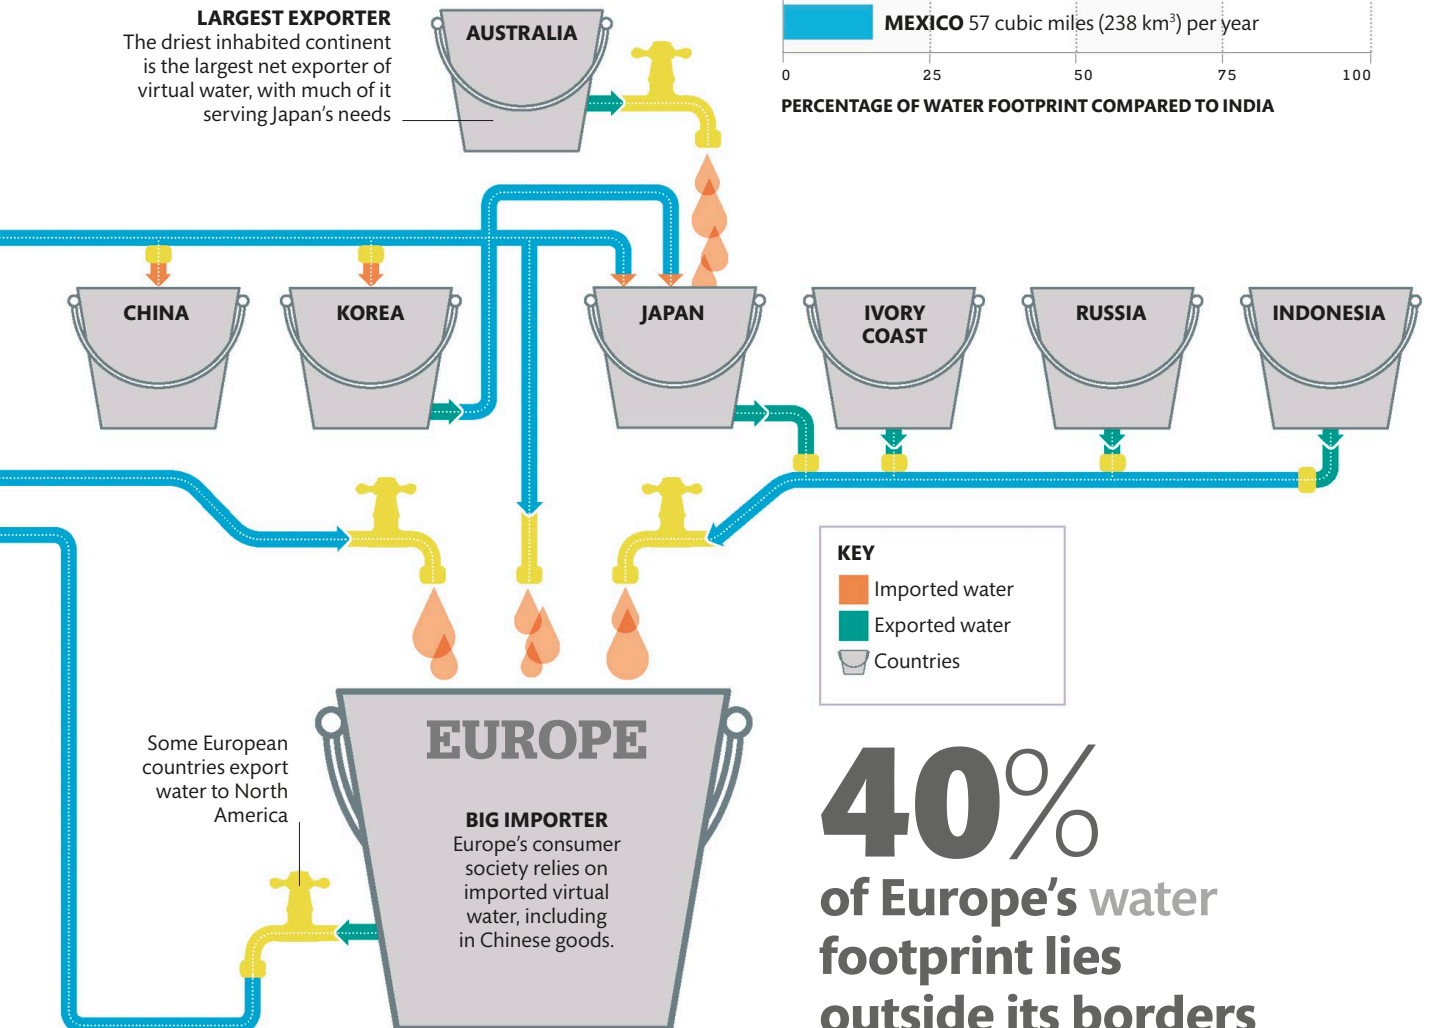 LARGEST EXPORTER
The driest inhabited continent
is the largest net exporter of
virtual water, with much of it
serving Japan’s needs
AUSTRALIA
MEXICO 57 cubic miles (238 km³) per year
0 25 50 75 100
PERCENTAGE OF WATER FOOTPRINT COMPARED TO INDIA
CHINA
KOREA
JAPAN
IVORY
COAST
RUSSIA
INDONESIA
KEY
Imported water
Exported water
Countries
Some European
countries export
water to North
America
EUROPE
BIG IMPORTER
Europe’s consumer
society relies on
imported virtual
water, including
in Chinese goods.
40%
of Europe’s water
footprint lies
outside its borders